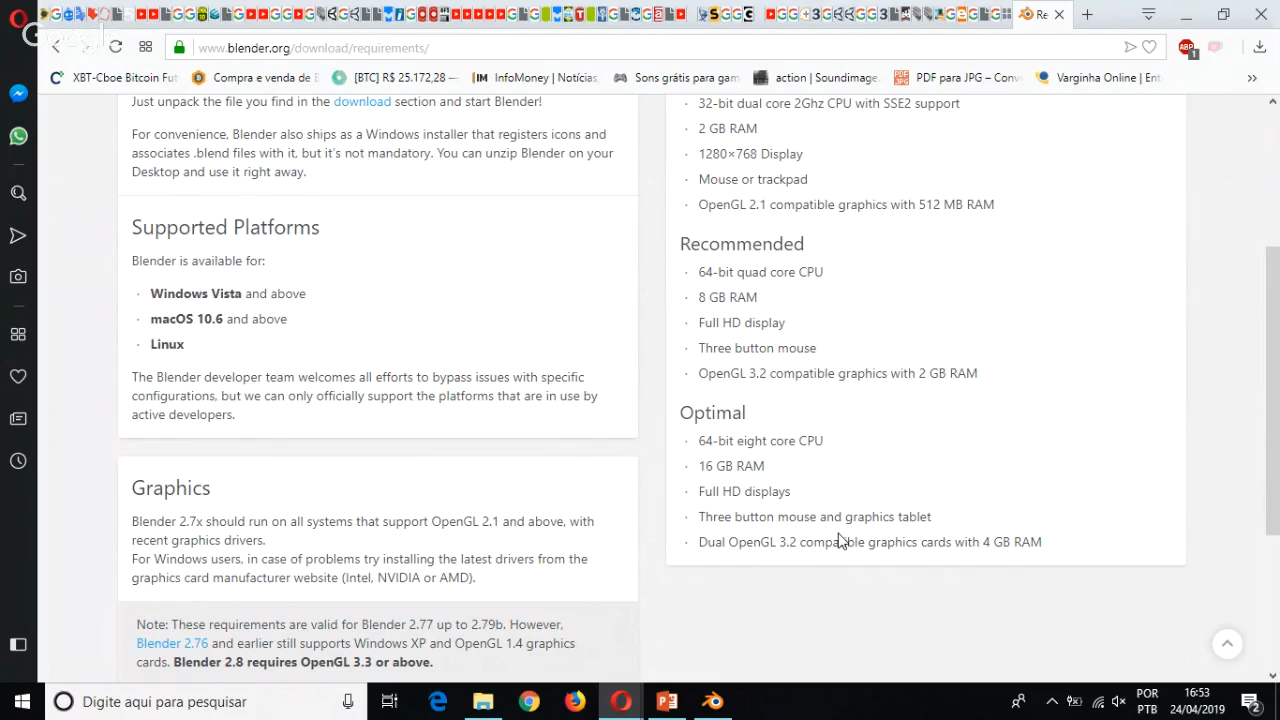 Re
www.blender.org/download/requirements/
XBT-Cboe Bitcoin Fut
Compra e venda de B
[BTC] R$ 25.172,28 —
InfoMoney | Notícias
Sons grátis para gam
action | Soundimage.
PDF para JPG – Conv
Varginha Online | Ent
Just unpack the file you find in the download section and start Blender!
For convenience, Blender also ships as a Windows installer that registers icons and
associates .blend files with it, but it's not mandatory. You can unzip Blender on your
Desktop and use it right away.
Supported Platforms
Blender is available for:
· Windows Vista and above
· macOS 10.6 and above
· Linux
The Blender developer team welcomes all efforts to bypass issues with specific
configurations, but we can only officially support the platforms that are in use by
active developers.
Graphics
Blender 2.7x should run on all systems that support OpenGL 2.1 and above, with
recent graphics drivers.
For Windows users, in case of problems try installing the latest drivers from the
graphics card manufacturer website (Intel, NVIDIA or AMD).
Note: These requirements are valid for Blender 2.77 up to 2.79b. However,
Blender 2.76 and earlier still supports Windows XP and OpenGL 1.4 graphics
cards. Blender 2.8 requires OpenGL 3.3 or above.
· 32-bit dual core 2Ghz CPU with SSE2 support
· 2 GB RAM
· 1280×768 Display
· Mouse or trackpad
· OpenGL 2.1 compatible graphics with 512 MB RAM
Recommended
· 64-bit quad core CPU
· 8 GB RAM
· Full HD display
· Three button mouse
· OpenGL 3.2 compatible graphics with 2 GB RAM
Optimal
· 64-bit eight core CPU
· 16 GB RAM
· Full HD displays
· Three button mouse and graphics tablet
· Dual OpenGL 3.2 compatible graphics cards with 4 GB RAM
Digite aqui para pesquisar
POR
PTB
16:53
24/04/2019
2